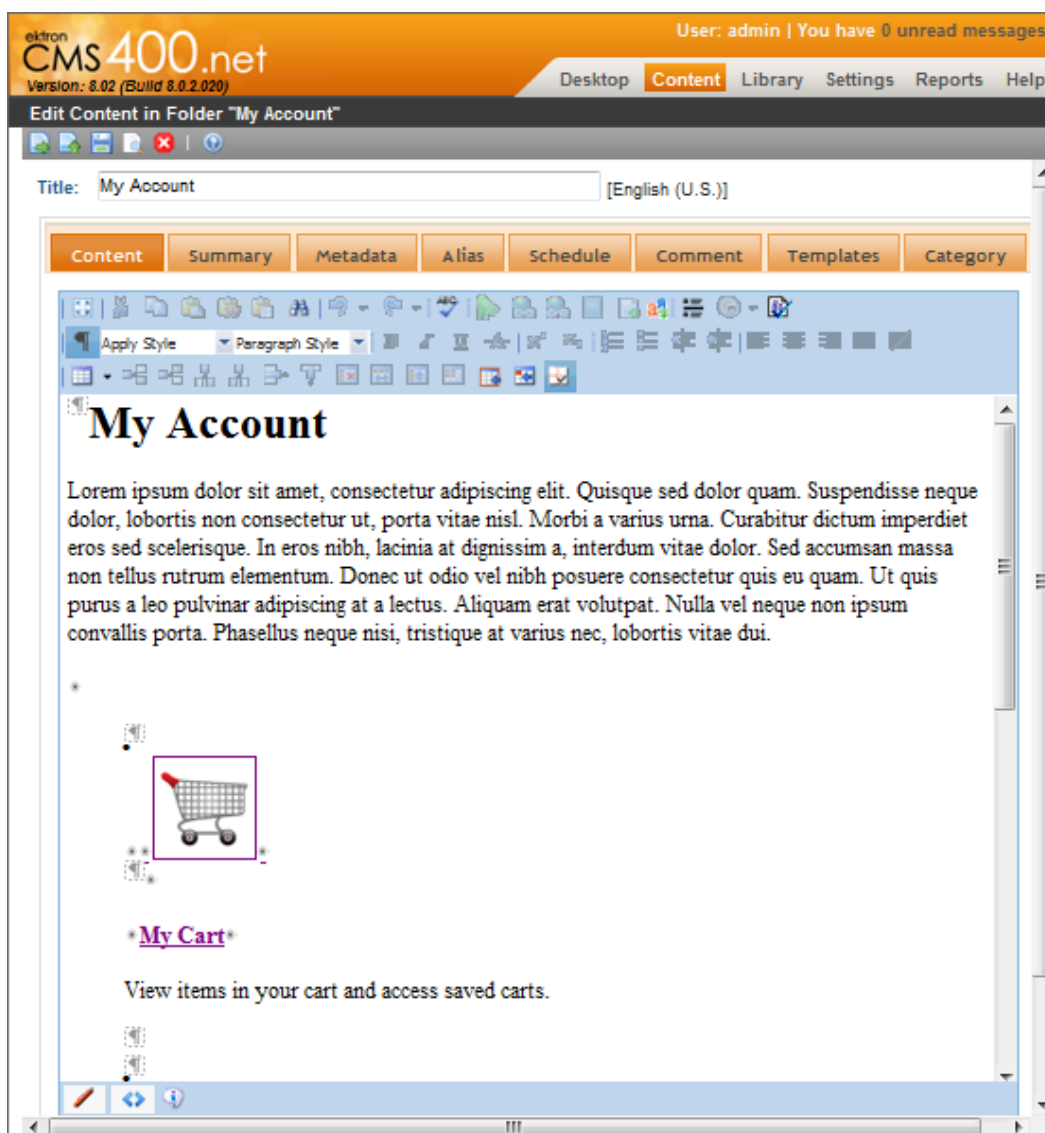 User: admin | You have 0 unread messages
ektron
CMS400.net
Version: 8.02 (Build 8.0.2.020)
Desktop Content Library Settings Reports Help
Edit Content in Folder "My Account"
Title: My Account [English (U.S.)]
Content Summary Metadata Alias Schedule Comment Templates Category
ABC
Apply Style Paragraph Style B I U
My Account
Lorem ipsum dolor sit amet, consectetur adipiscing elit. Quisque sed dolor quam. Suspendisse neque
dolor, lobortis non consectetur ut, porta vitae nisl. Morbi a varius urna. Curabitur dictum imperdiet
eros sed scelerisque. In eros nibh, lacinia at dignissim a, interdum vitae dolor. Sed accumsan massa
non tellus rutrum elementum. Donec ut odio vel nibh posuere consectetur quis eu quam. Ut quis
purus a leo pulvinar adipiscing at a lectus. Aliquam erat volutpat. Nulla vel neque non ipsum
convallis porta. Phasellus neque nisi, tristique at varius nec, lobortis vitae dui.
My Cart
View items in your cart and access saved carts.